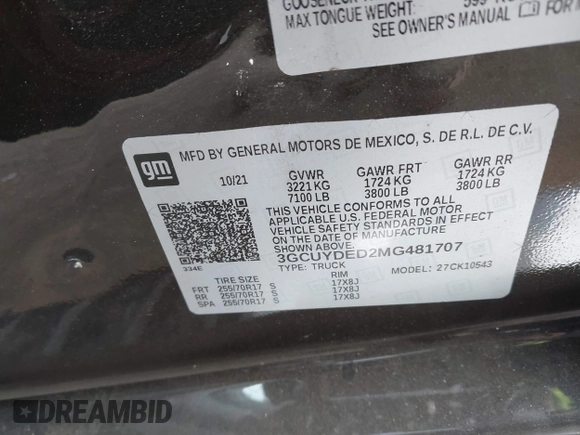 MAX TONGUE WEIGHT:
SEE OWNER'S MANUAL FOR
gm
MFD BY GENERAL MOTORS DE MEXICO, S. DE R.L. DE C.V.
10/21 GVWR GAWR FRT GAWR RR
3221 KG 1724 KG 1724 KG
7100 LB 3800 LB 3800 LB
THIS VEHICLE CONFORMS TO ALL
APPLICABLE U.S. FEDERAL MOTOR
VEHICLE SAFETY STANDARDS IN EFFECT
ON THE DATE OF MANUFACTURE
3GCUYDED2MG481707
TYPE: TRUCK MODEL: 27CK10543
334E
TIRE SIZE RIM
FRT 255/70R17 S 17X8J
RR 255/70R17 S 17X8J
SPA 255/70R17 S 17X8J
DREAMBID